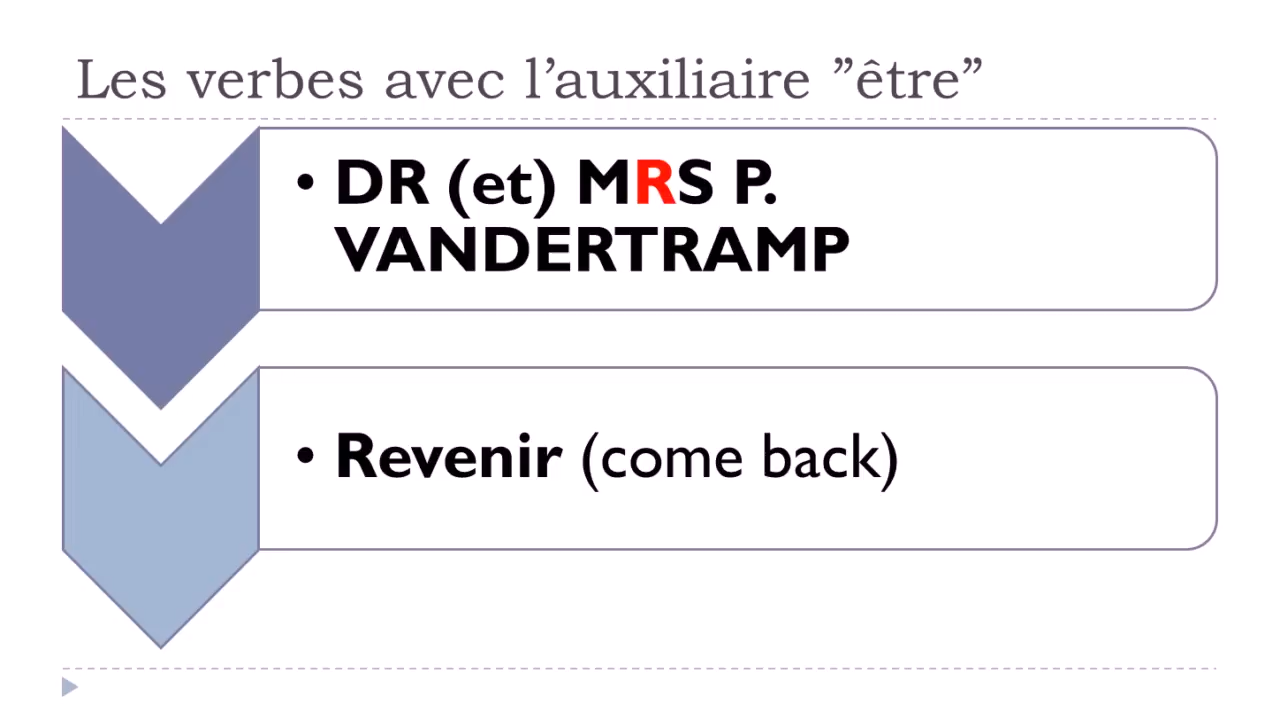 Les verbes avec l’auxiliaire ”être”
• DR (et) MRS P.
VANDERTRAMP
• Revenir (come back)